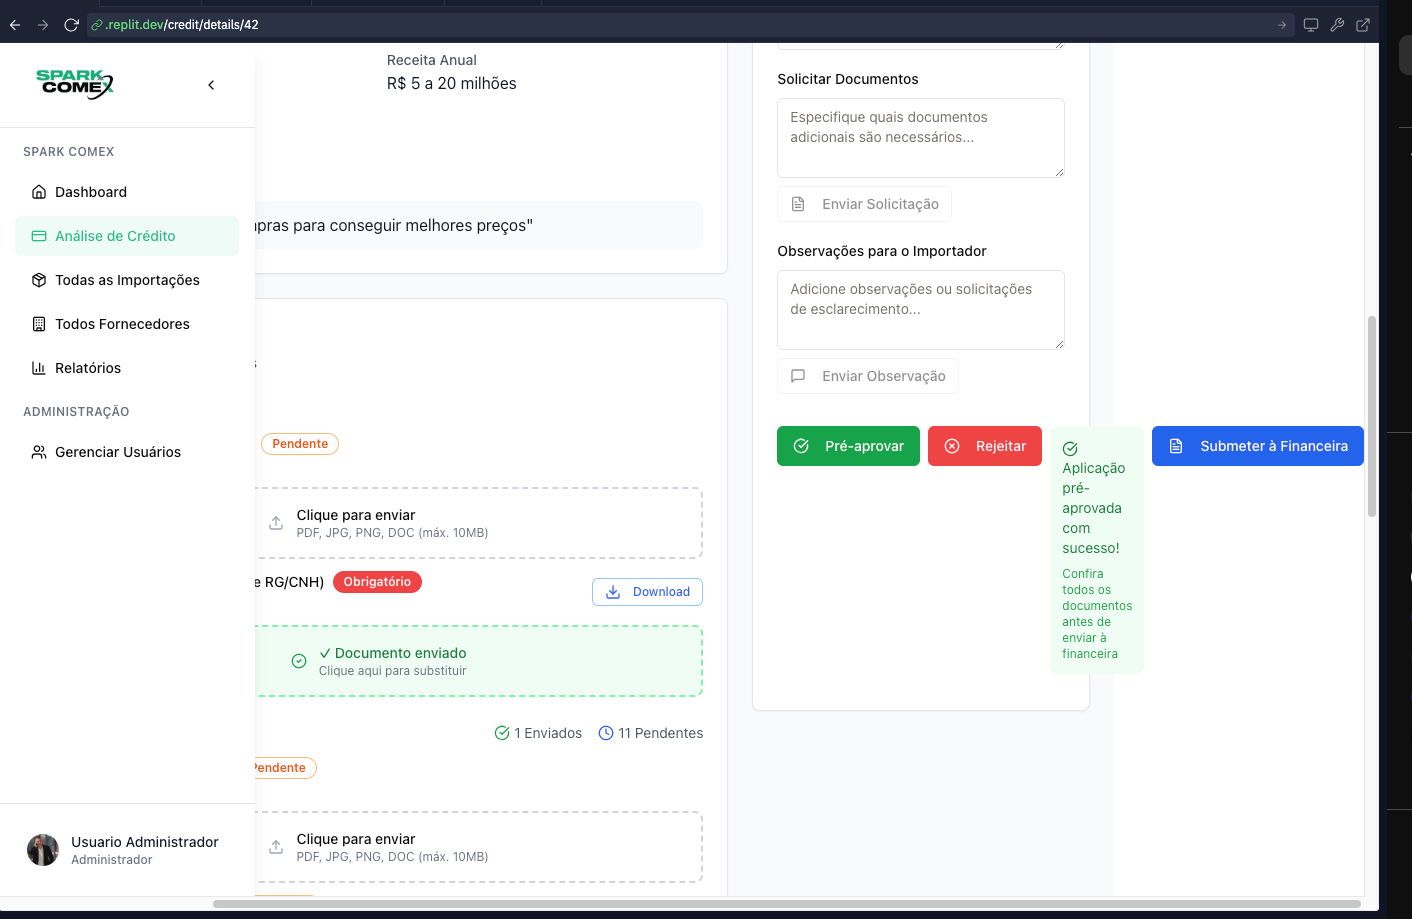 .replit.dev/credit/details/42
SPARK
COMEX
SPARK COMEX
Dashboard
Análise de Crédito
Todas as Importações
Todos Fornecedores
Relatórios
ADMINISTRAÇÃO
Gerenciar Usuários
Usuario Administrador
Administrador
Receita Anual
R$ 5 a 20 milhões
pras para conseguir melhores preços"
Pendente
Clique para enviar
PDF, JPG, PNG, DOC (máx. 10MB)
e RG/CNH)
Obrigatório
Download
✓ Documento enviado
Clique aqui para substituir
1 Enviados
11 Pendentes
Pendente
Clique para enviar
PDF, JPG, PNG, DOC (máx. 10MB)
Solicitar Documentos
Especifique quais documentos
adicionais são necessários...
Enviar Solicitação
Observações para o Importador
Adicione observações ou solicitações
de esclarecimento...
Enviar Observação
Pré-aprovar
Rejeitar
Aplicação
pré-
aprovada
com
sucesso!
Confira
todos os
documentos
antes de
enviar à
financeira
Submeter à Financeira